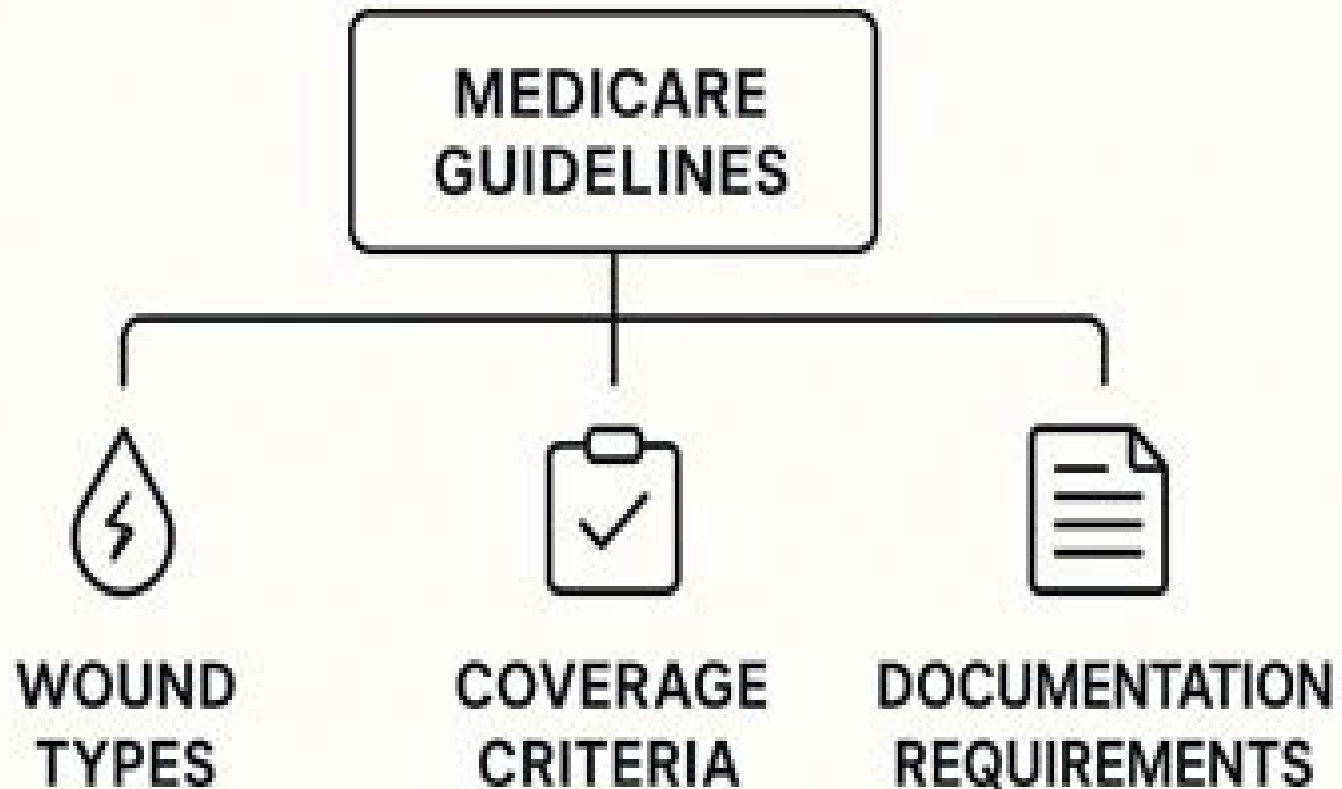 MEDICARE
GUIDELINES
WOUND
TYPES
COVERAGE
CRITERIA
DOCUMENTATION
REQUIREMENTS